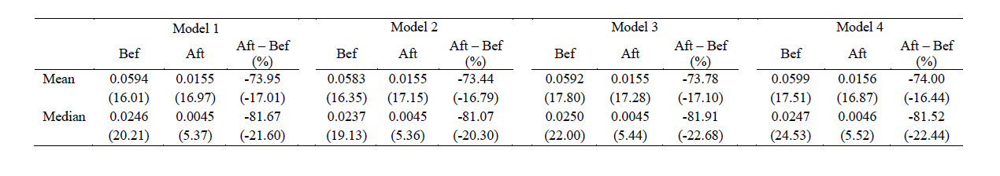 Model 1 Model 2 Model 3 Model 4
Bef Aft Aft – Bef (%) Bef Aft Aft – Bef (%) Bef Aft Aft – Bef (%) Bef Aft Aft – Bef (%)
Mean 0.0594 0.0155 -73.95 0.0583 0.0155 -73.44 0.0592 0.0155 -73.78 0.0599 0.0156 -74.00
(16.01) (16.97) (-17.01) (16.35) (17.15) (-16.79) (17.80) (17.28) (-17.10) (17.51) (16.87) (-16.44)
Median 0.0246 0.0045 -81.67 0.0237 0.0045 -81.07 0.0250 0.0045 -81.91 0.0247 0.0046 -81.52
(20.21) (5.37) (-21.60) (19.13) (5.36) (-20.30) (22.00) (5.44) (-22.68) (24.53) (5.52) (-22.44)